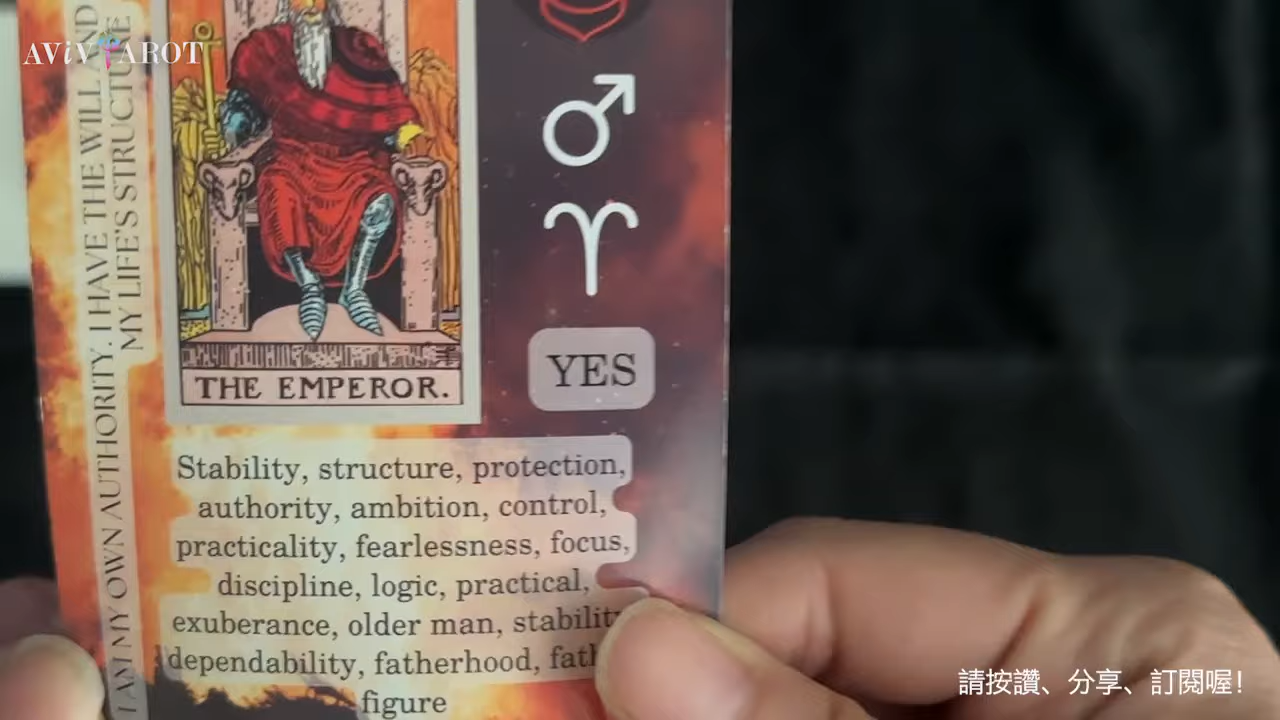 AViVTAROT
I AM MY OWN AUTHORITY. I HAVE THE WILL AND
MY LIFE'S STRUCTURE
THE EMPEROR.
YES
Stability, structure, protection,
authority, ambition, control,
practicality, fearlessness, focus,
discipline, logic, practical,
exuberance, older man, stability
dependability, fatherhood,
figure
請按讚、分享、訂閱喔!